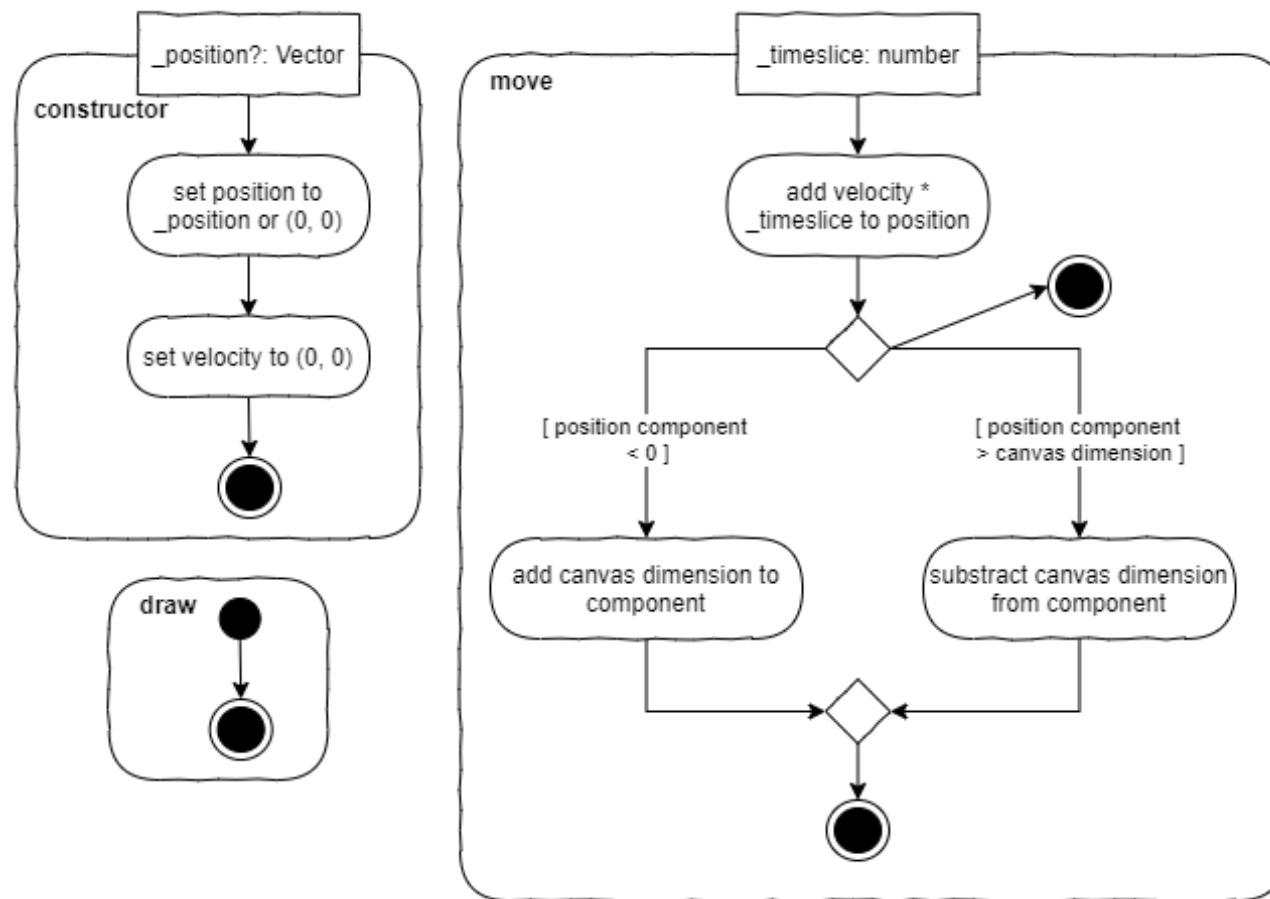 _position?: Vector
constructor
set position to
_position or (0, 0)
set velocity to (0, 0)
draw
_timeslice: number
move
add velocity *
_timeslice to position
[ position component
< 0 ]
[ position component
> canvas dimension ]
add canvas dimension to
component
substract canvas dimension
from component